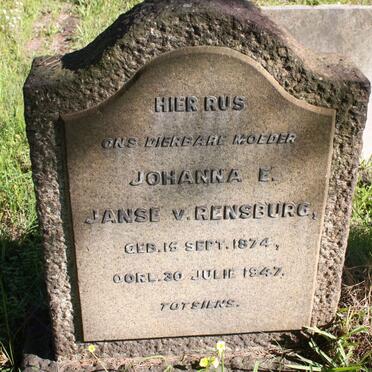 HIER RUS
ONS DIERBARE MOEDER
JOHANNA E.
JANSE V. RENSBURG,
GEB. 15 SEPT. 1874,
OORL. 30 JULIE 1947.
TOTSIENS.